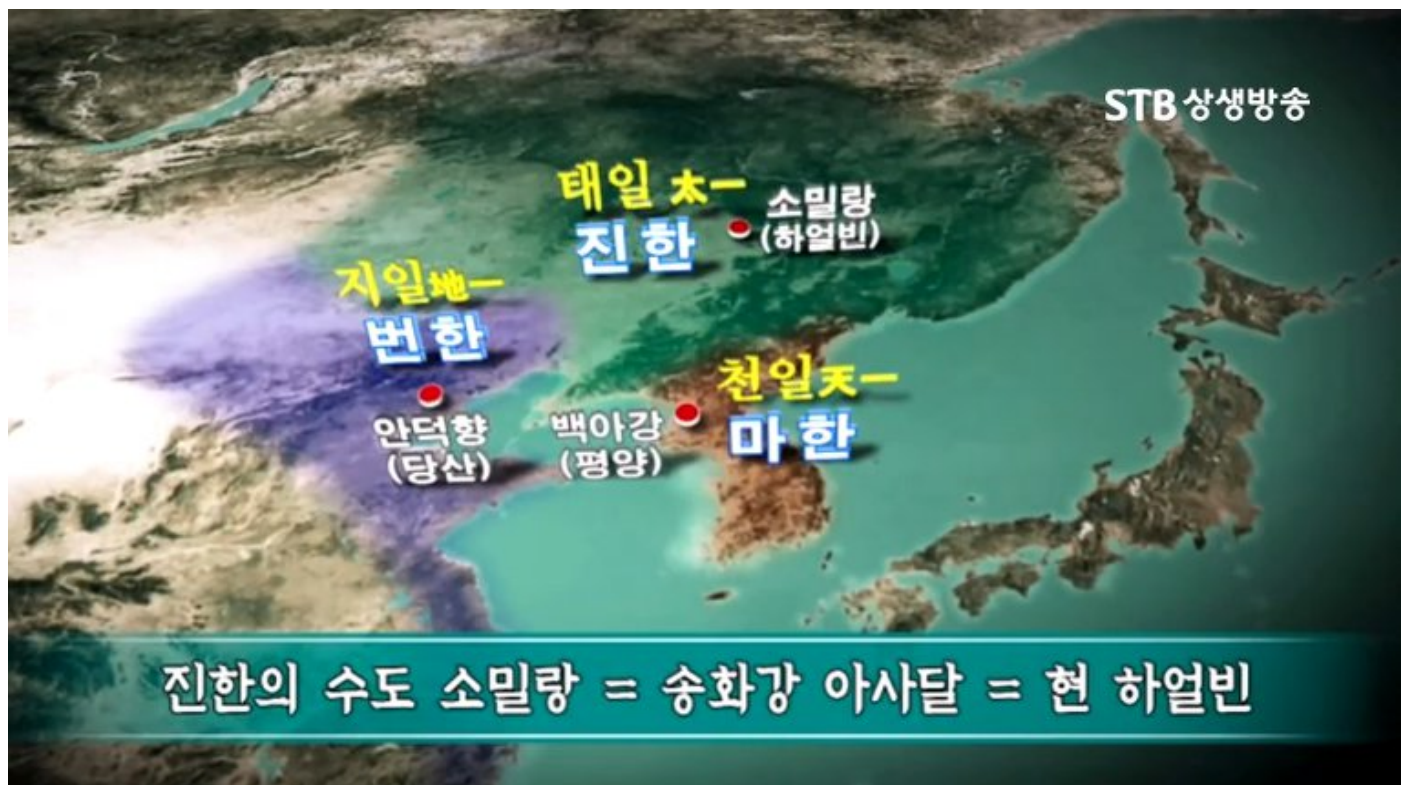 STB 상생방송
태일 太一
진한
소밀랑
(하얼빈)
지일地一
번한
안덕향
(당산)
백아강
(평양)
천일天一
마한
진한의 수도 소밀랑 = 송화강 아사달 = 현 하얼빈